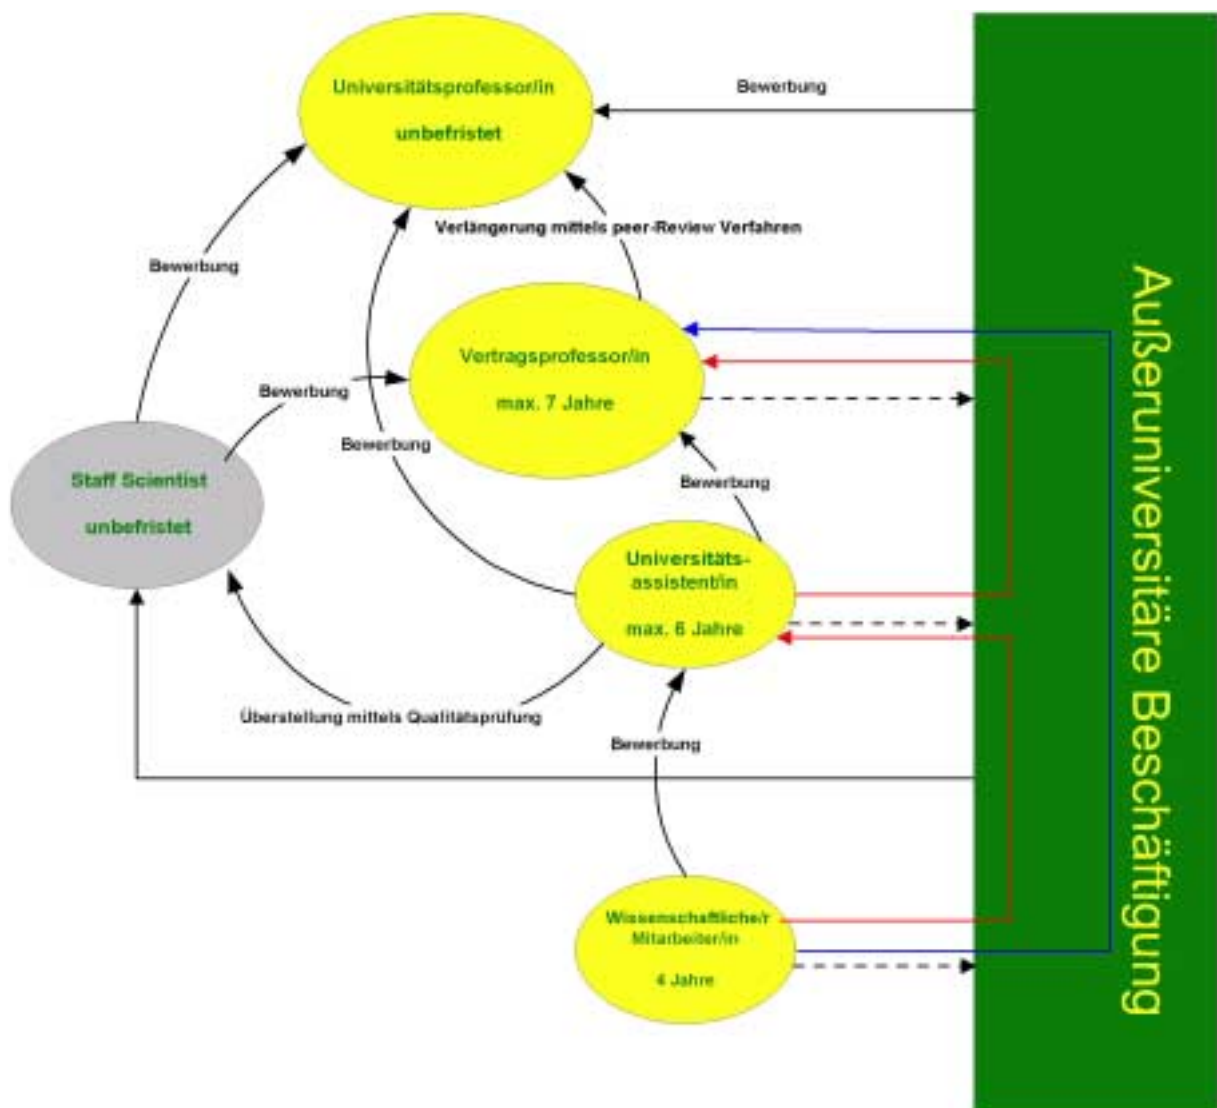 Universitätsprofessor/in
unbefristet
Bewerbung
Verlängerung mittels peer-Review Verfahren
Bewerbung
Vertragsprofessor/in
max. 7 Jahre
Bewerbung
Bewerbung
Staff Scientist
unbefristet
Bewerbung
Universitäts-
assistent/in
max. 6 Jahre
Überstellung mittels Qualitätsprüfung
Bewerbung
Wissenschaftliche/r
Mitarbeiter/in
4 Jahre
Außeruniversitäre Beschäftigung